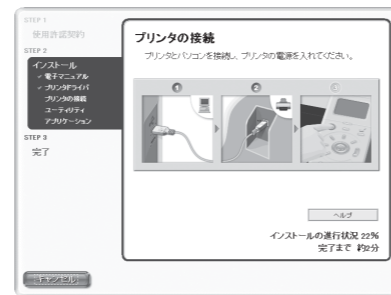 STEP 1
使用許諾契約
STEP 2
インストール
✓ 電子マニュアル
✓ プリンタドライバ
プリンタの接続
ユーティリティ
アプリケーション
STEP 3
完了
プリンタの接続
プリンタとパソコンを接続し、プリンタの電源を入れてください。
1
2
3
ヘルプ
インストールの進行状況 22%
完了まで 約2分
キャンセル